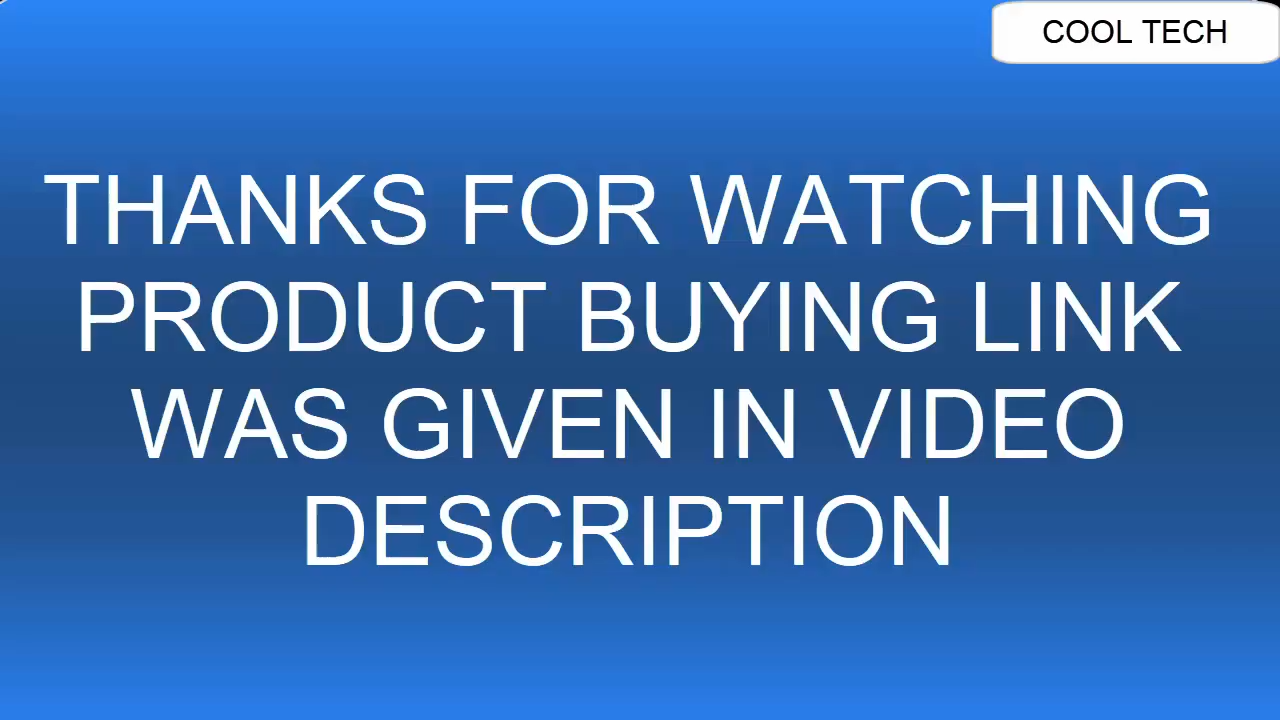 COOL TECH
THANKS FOR WATCHING
PRODUCT BUYING LINK
WAS GIVEN IN VIDEO
DESCRIPTION